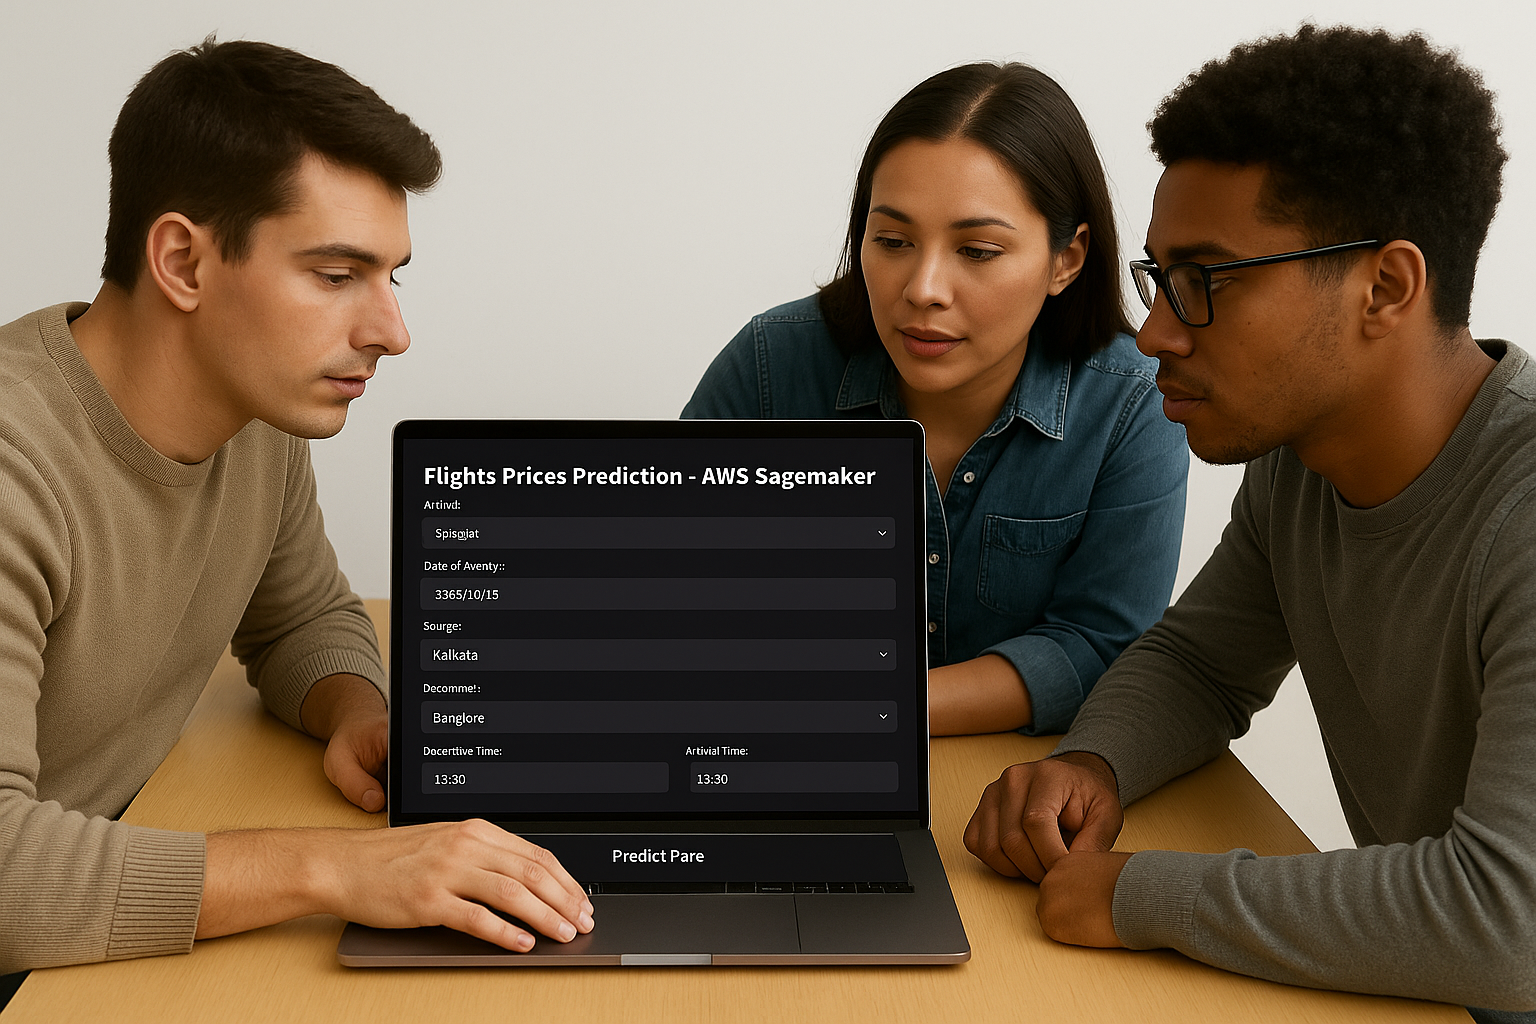 Flights Prices Prediction - AWS Sagemaker
Artivd:
Spisgjat
Date of Aventy::
3365/10/15
Sourge:
Kalkata
Decomme!:
Banglore
Docerttive Time:
Artivial Time:
13:30
13:30
Predict Pare